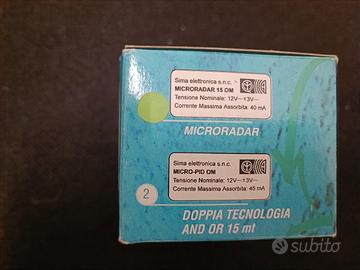 Sima elettronica s.n.c.
MICRORADAR 15 OM
Tensione Nominale: 12V⎓ ±3V⎓
Corrente Massima Assorbita: 40 mA
MICRORADAR
Sima elettronica s.n.c.
MICRO-PID OM
Tensione Nominale: 12V⎓ ±3V⎓
Corrente Massima Assorbita: 45 mA
2
DOPPIA TECNOLOGIA
AND OR 15 mt
subito